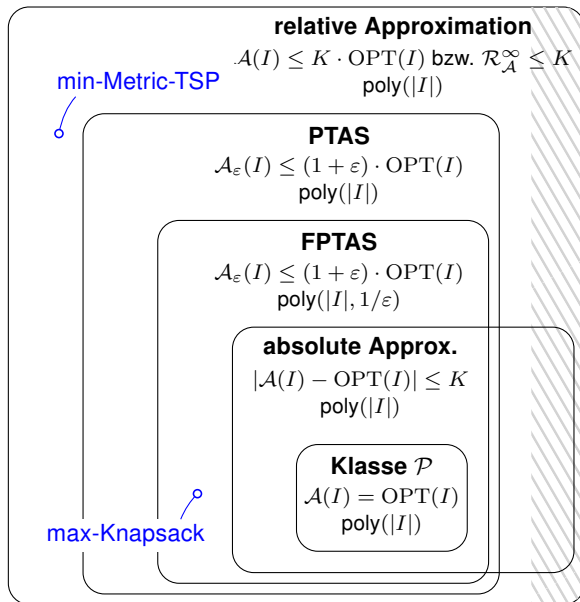 relative Approximation
𝒜(I) ≤ K · OPT(I) bzw. ℛ_𝒜^∞ ≤ K
poly(|I|)
min-Metric-TSP
PTAS
𝒜_ε(I) ≤ (1 + ε) · OPT(I)
poly(|I|)
FPTAS
𝒜_ε(I) ≤ (1 + ε) · OPT(I)
poly(|I|, 1/ε)
absolute Approx.
|𝒜(I) − OPT(I)| ≤ K
poly(|I|)
Klasse 𝒫
𝒜(I) = OPT(I)
poly(|I|)
max-Knapsack